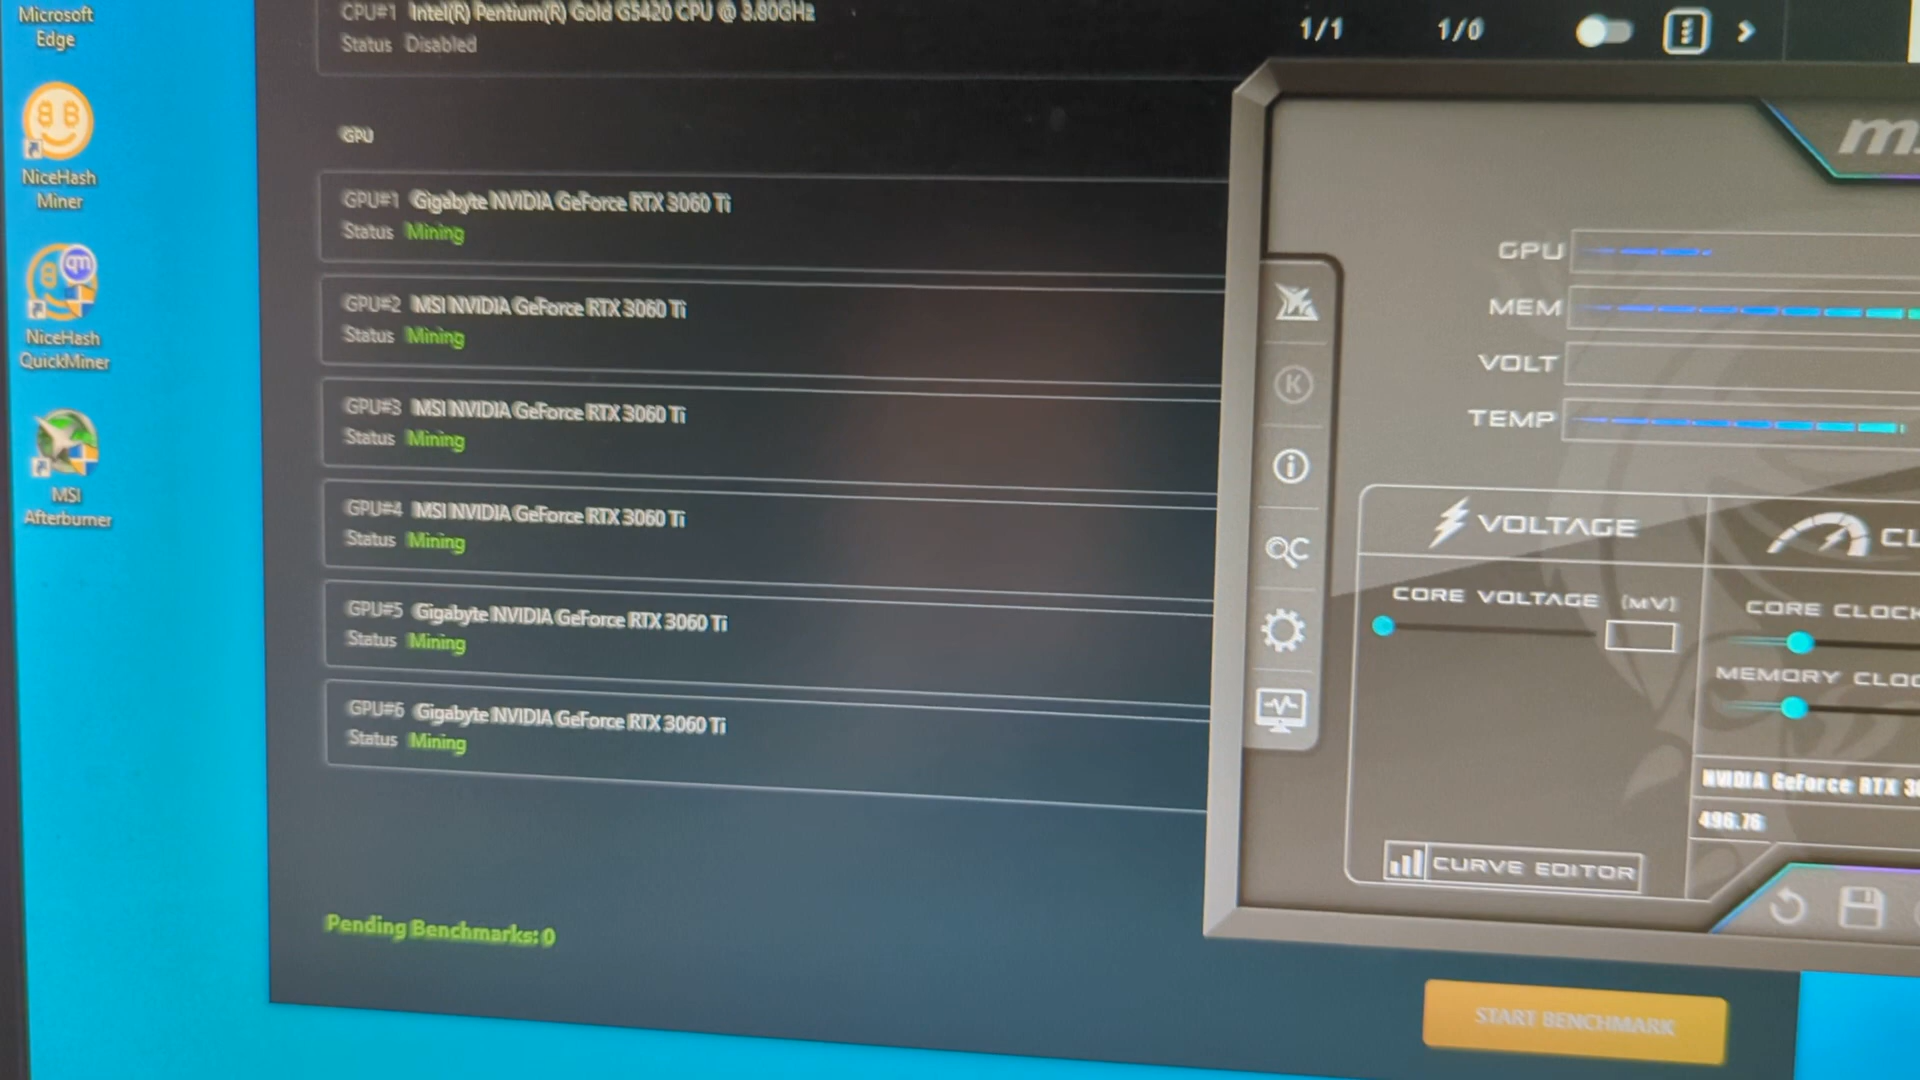 Microsoft
Edge
NiceHash
Miner
NiceHash
QuickMiner
MSI
Afterburner
CPU#1 Intel(R) Pentium(R) Gold G5420 CPU @ 3.80GHz
Status Disabled
1/1 1/0
GPU
GPU#1 Gigabyte NVIDIA GeForce RTX 3060 Ti
Status Mining
GPU#2 MSI NVIDIA GeForce RTX 3060 Ti
Status Mining
GPU#3 MSI NVIDIA GeForce RTX 3060 Ti
Status Mining
GPU#4 MSI NVIDIA GeForce RTX 3060 Ti
Status Mining
GPU#5 Gigabyte NVIDIA GeForce RTX 3060 Ti
Status Mining
GPU#6 Gigabyte NVIDIA GeForce RTX 3060 Ti
Status Mining
Pending Benchmarks: 0
START BENCHMARK
GPU
MEM
VOLT
TEMP
VOLTAGE
CORE VOLTAGE (MV)
CORE CLOCK
MEMORY CLOC
NVIDIA GeForce RTX 30
496.76
CURVE EDITOR